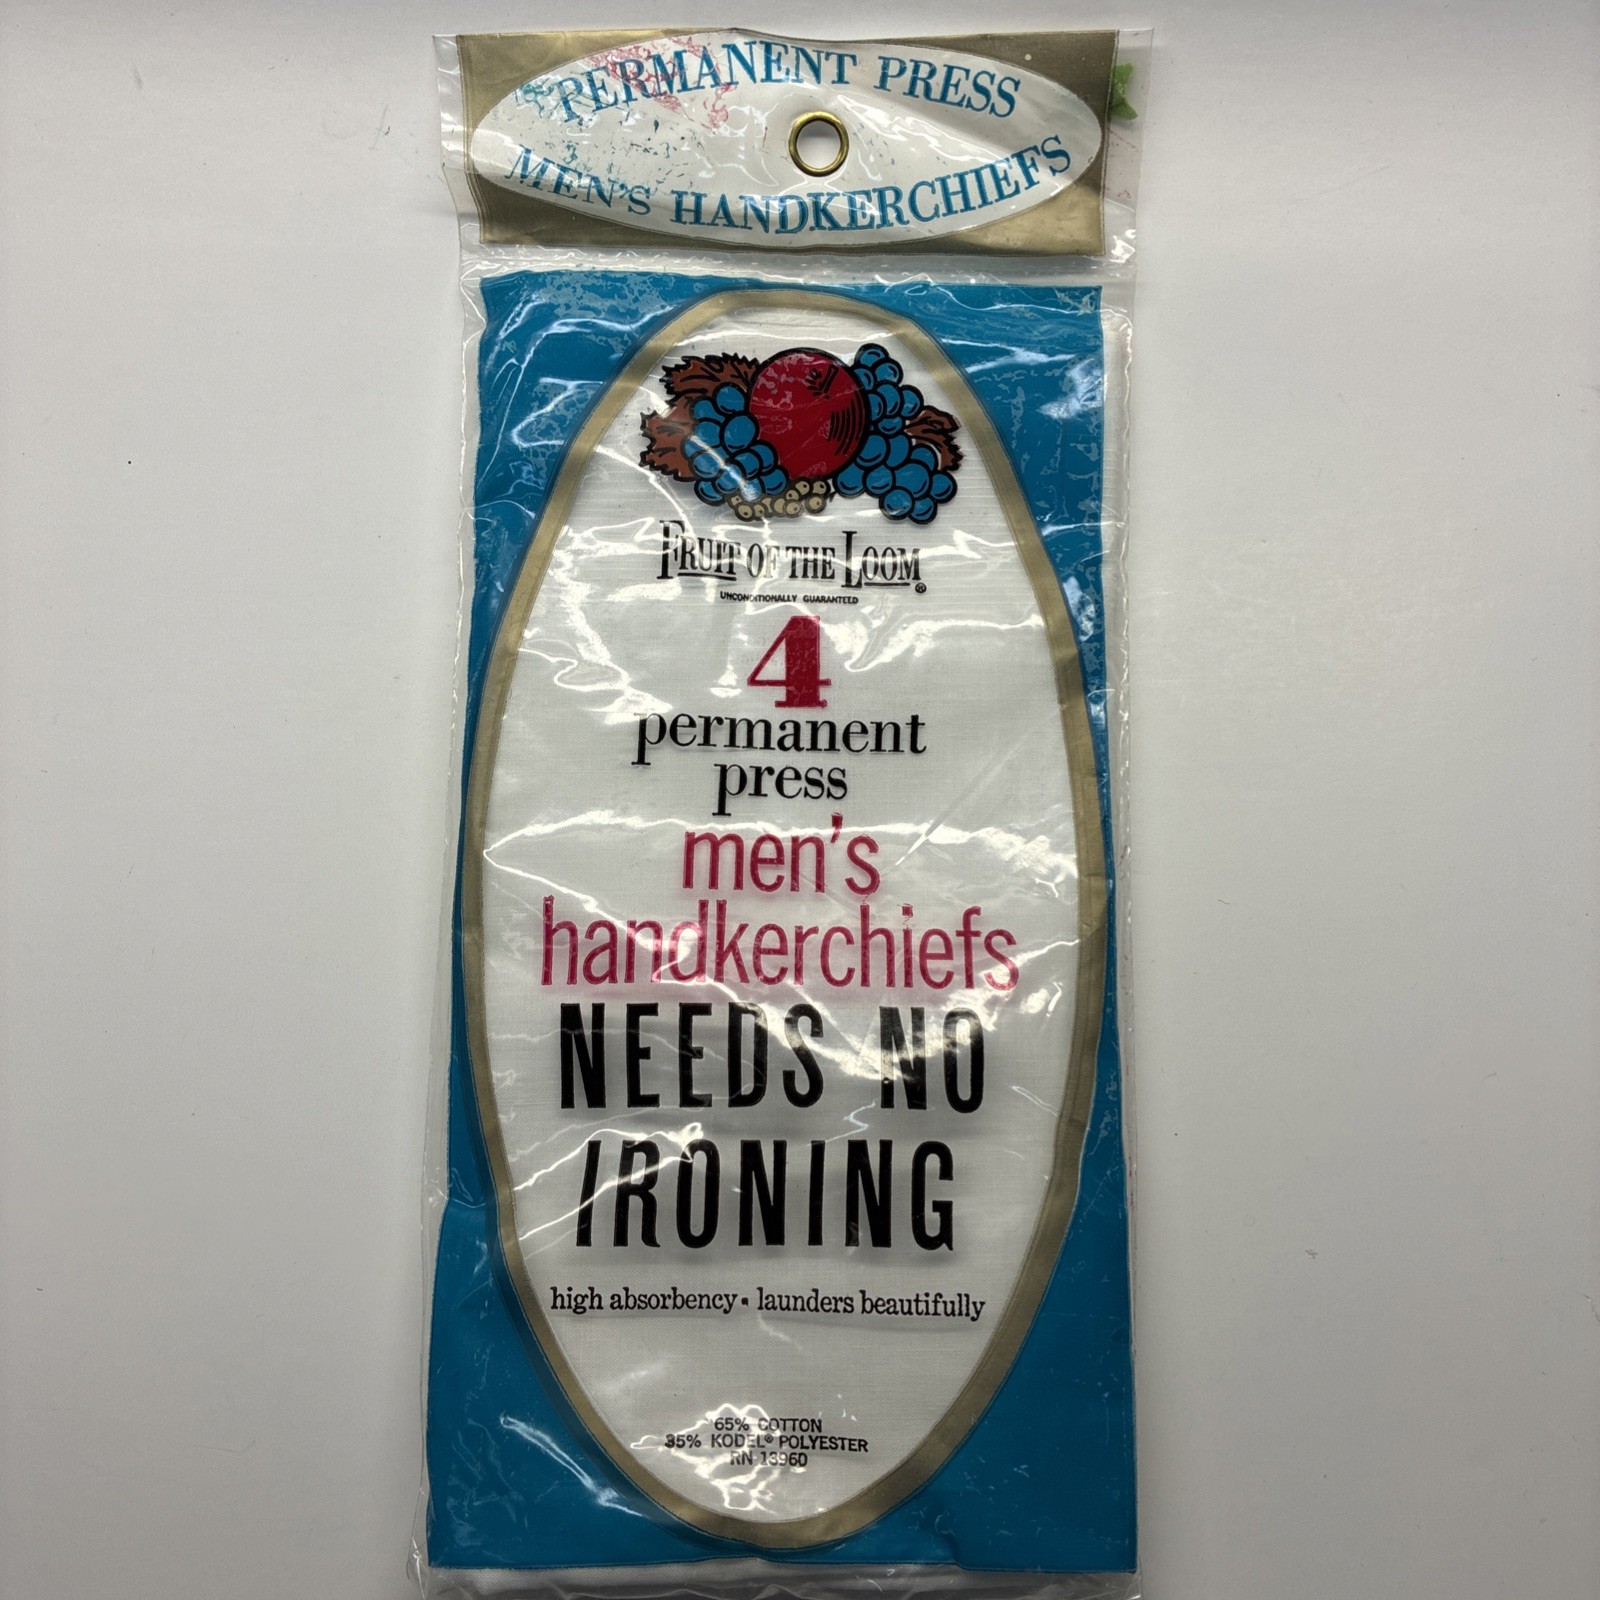 PERMANENT PRESS
MEN'S HANDKERCHIEFS
FRUIT OF THE LOOM®
UNCONDITIONALLY GUARANTEED
4
permanent
press
men's
handkerchiefs
NEEDS NO
IRONING
high absorbency • launders beautifully
65% COTTON
35% KODEL® POLYESTER
RN 13960